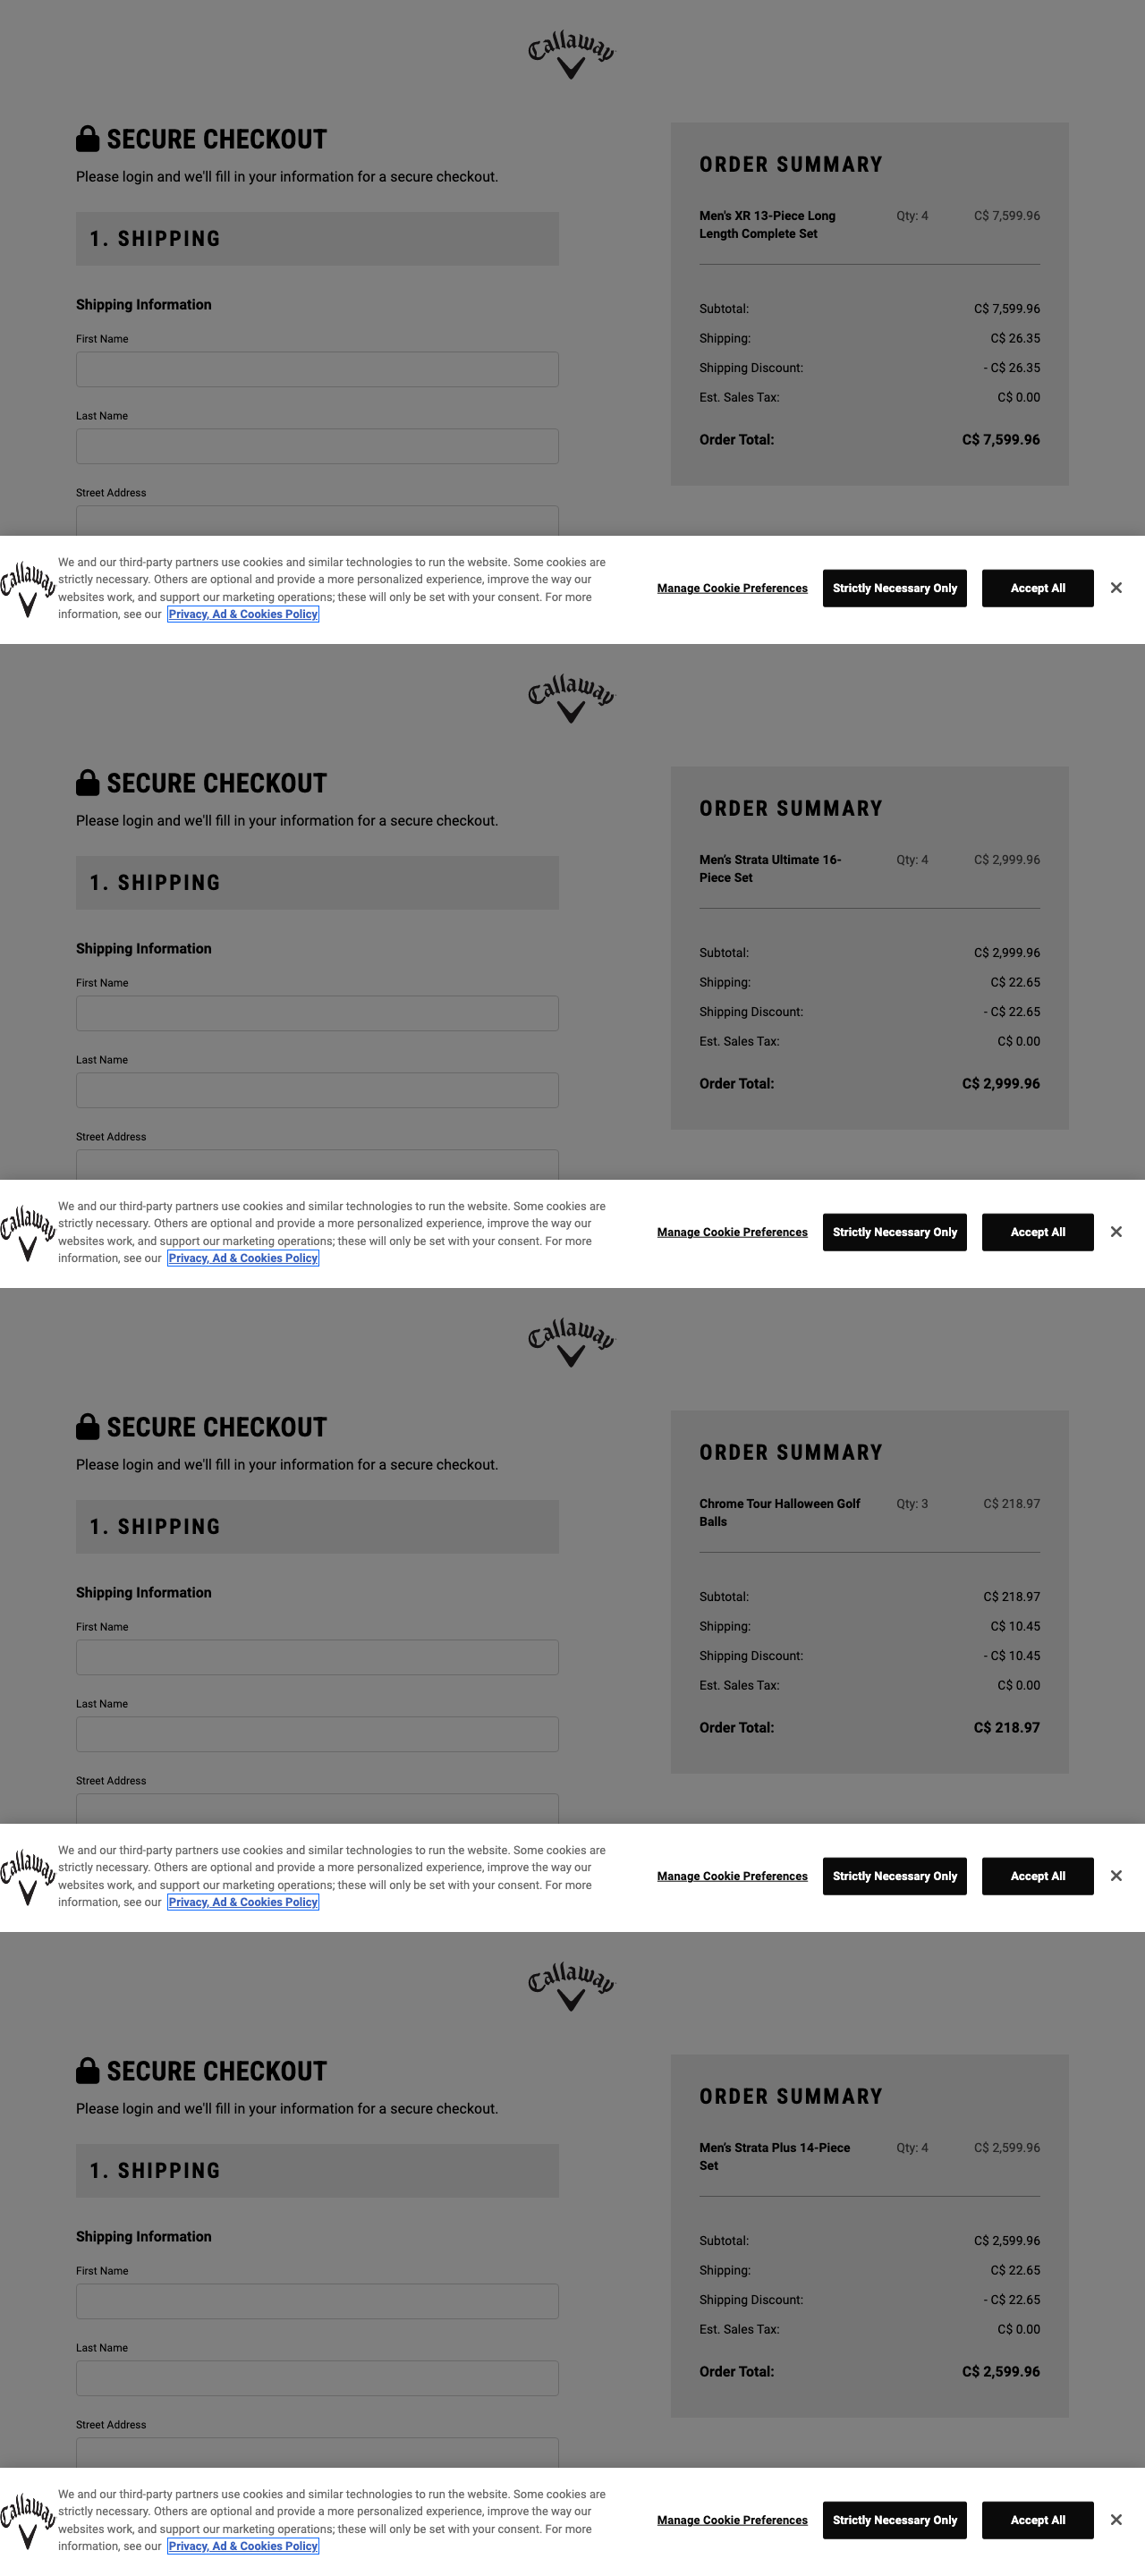 Callaway
SECURE CHECKOUT
Please login and we'll fill in your information for a secure checkout.
1. SHIPPING
Shipping Information
First Name
Last Name
Street Address
ORDER SUMMARY
Men's XR 13-Piece Long Qty: 4 C$ 7,599.96
Length Complete Set
Subtotal: C$ 7,599.96
Shipping: C$ 26.35
Shipping Discount: - C$ 26.35
Est. Sales Tax: C$ 0.00
Order Total: C$ 7,599.96
Callaway
We and our third-party partners use cookies and similar technologies to run the website. Some cookies are
strictly necessary. Others are optional and provide a more personalized experience, improve the way our
websites work, and support our marketing operations; these will only be set with your consent. For more
information, see our Privacy, Ad & Cookies Policy
Manage Cookie Preferences Strictly Necessary Only Accept All
Callaway
SECURE CHECKOUT
Please login and we'll fill in your information for a secure checkout.
1. SHIPPING
Shipping Information
First Name
Last Name
Street Address
ORDER SUMMARY
Men's Strata Ultimate 16- Qty: 4 C$ 2,999.96
Piece Set
Subtotal: C$ 2,999.96
Shipping: C$ 22.65
Shipping Discount: - C$ 22.65
Est. Sales Tax: C$ 0.00
Order Total: C$ 2,999.96
Callaway
We and our third-party partners use cookies and similar technologies to run the website. Some cookies are
strictly necessary. Others are optional and provide a more personalized experience, improve the way our
websites work, and support our marketing operations; these will only be set with your consent. For more
information, see our Privacy, Ad & Cookies Policy
Manage Cookie Preferences Strictly Necessary Only Accept All
Callaway
SECURE CHECKOUT
Please login and we'll fill in your information for a secure checkout.
1. SHIPPING
Shipping Information
First Name
Last Name
Street Address
ORDER SUMMARY
Chrome Tour Halloween Golf Qty: 3 C$ 218.97
Balls
Subtotal: C$ 218.97
Shipping: C$ 10.45
Shipping Discount: - C$ 10.45
Est. Sales Tax: C$ 0.00
Order Total: C$ 218.97
Callaway
We and our third-party partners use cookies and similar technologies to run the website. Some cookies are
strictly necessary. Others are optional and provide a more personalized experience, improve the way our
websites work, and support our marketing operations; these will only be set with your consent. For more
information, see our Privacy, Ad & Cookies Policy
Manage Cookie Preferences Strictly Necessary Only Accept All
Callaway
SECURE CHECKOUT
Please login and we'll fill in your information for a secure checkout.
1. SHIPPING
Shipping Information
First Name
Last Name
Street Address
ORDER SUMMARY
Men's Strata Plus 14-Piece Qty: 4 C$ 2,599.96
Set
Subtotal: C$ 2,599.96
Shipping: C$ 22.65
Shipping Discount: - C$ 22.65
Est. Sales Tax: C$ 0.00
Order Total: C$ 2,599.96
Callaway
We and our third-party partners use cookies and similar technologies to run the website. Some cookies are
strictly necessary. Others are optional and provide a more personalized experience, improve the way our
websites work, and support our marketing operations; these will only be set with your consent. For more
information, see our Privacy, Ad & Cookies Policy
Manage Cookie Preferences Strictly Necessary Only Accept All